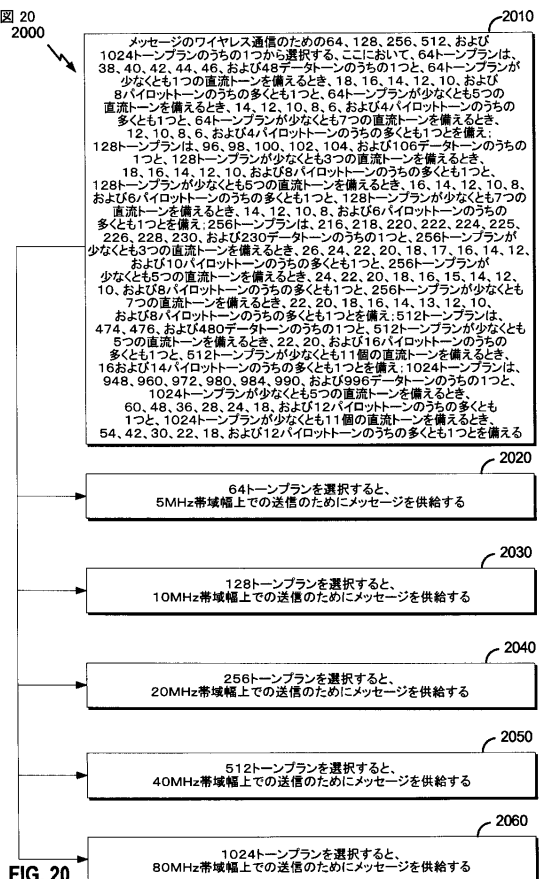 図 20
2000
2010
メッセージのワイヤレス通信のための64、128、256、512、および
1024トーンプランのうちの1つから選択する、ここにおいて、64トーンプランは、
38、40、42、44、46、および48データトーンのうちの1つと、64トーンプランが
少なくとも1つの直流トーンを備えるとき、18、16、14、12、10、および
8パイロットトーンのうちの多くとも1つと、64トーンプランが少なくとも5つの
直流トーンを備えるとき、14、12、10、8、6、および4パイロットトーンのうちの
多くとも1つと、64トーンプランが少なくとも7つの直流トーンを備えるとき、
12、10、8、6、および4パイロットトーンのうちの多くとも1つとを備え;
128トーンプランは、96、98、100、102、104、および106データトーンのうちの
1つと、128トーンプランが少なくとも3つの直流トーンを備えるとき、
18、16、14、12、10、および8パイロットトーンのうちの多くとも1つと、
128トーンプランが少なくとも5つの直流トーンを備えるとき、16、14、12、10、8、
および6パイロットトーンのうちの多くとも1つと、128トーンプランが少なくとも7つの
直流トーンを備えるとき、14、12、10、8、および6パイロットトーンのうちの
多くとも1つを備え;256トーンプランは、216、218、220、222、224、225、
226、228、230、および230データトーンのうちの1つと、256トーンプランが
少なくとも3つの直流トーンを備えるとき、26、24、22、20、18、17、16、14、12、
および10パイロットトーンのうちの多くとも1つと、256トーンプランが
少なくとも5つの直流トーンを備えるとき、24、22、20、18、16、15、14、12、
10、および8パイロットトーンのうちの多くとも1つと、256トーンプランが少なくとも
7つの直流トーンを備えるとき、22、20、18、16、14、13、12、10、
および8パイロットトーンのうちの多くとも1つを備え;512トーンプランは、
474、476、および480データトーンのうちの1つと、512トーンプランが少なくとも
5つの直流トーンを備えるとき、22、20、および16パイロットトーンのうちの
多くとも1つと、512トーンプランが少なくとも11個の直流トーンを備えるとき、
16および14パイロットトーンのうちの多くとも1つを備え;1024トーンプランは、
948、960、972、980、984、990、および996データトーンのうちの1つと、
1024トーンプランが少なくとも5つの直流トーンを備えるとき、
60、48、36、28、24、18、および12パイロットトーンのうちの多くとも
1つと、1024トーンプランが少なくとも11個の直流トーンを備えるとき、
54、42、30、22、18、および12パイロットトーンのうちの多くとも1つとを備える
2020
64トーンプランを選択すると、
5MHz帯域幅上での送信のためにメッセージを供給する
2030
128トーンプランを選択すると、
10MHz帯域幅上での送信のためにメッセージを供給する
2040
256トーンプランを選択すると、
20MHz帯域幅上での送信のためにメッセージを供給する
2050
512トーンプランを選択すると、
40MHz帯域幅上での送信のためにメッセージを供給する
2060
1024トーンプランを選択すると、
80MHz帯域幅上での送信のためにメッセージを供給する
FIG. 20